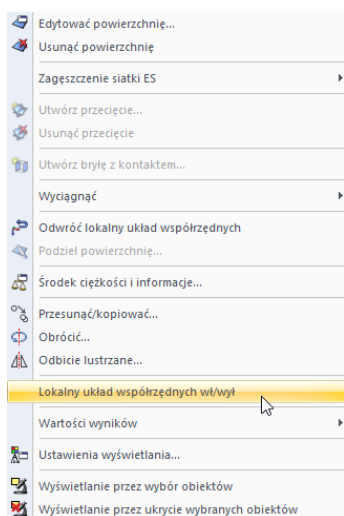 Edytować powierzchnię...
Usunąć powierzchnię
Zagęszczenie siatki ES
Utwórz przecięcie...
Usunąć przecięcie
Utwórz bryłę z kontaktem...
Wyciągnąć
Odwróć lokalny układ współrzędnych
Podziel powierzchnię...
Środek ciężkości i informacje...
Przesunąć/kopiować...
Obrócić...
Odbicie lustrzane...
Lokalny układ współrzędnych wł/wył
Wartości wyników
Ustawienia wyświetlania...
Wyświetlanie przez wybór obiektów
Wyświetlanie przez ukrycie wybranych obiektów